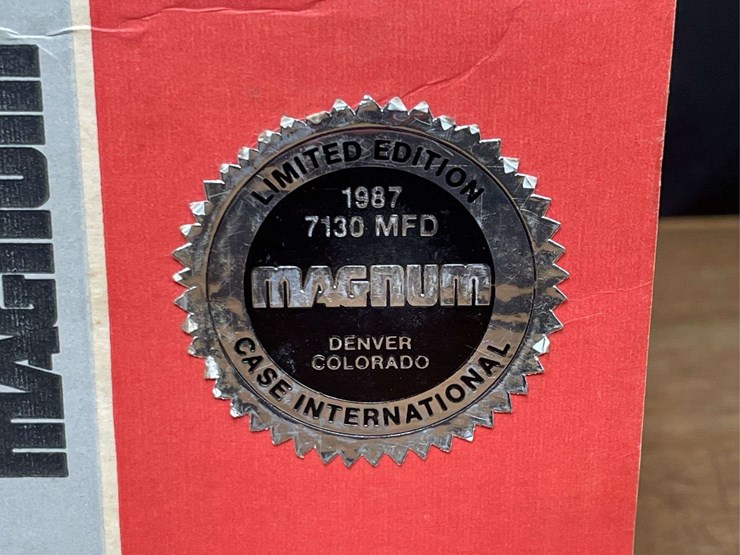 MAGNUM
LIMITED EDITION
1987
7130 MFD
MAGNUM
DENVER
COLORADO
CASE INTERNATIONAL